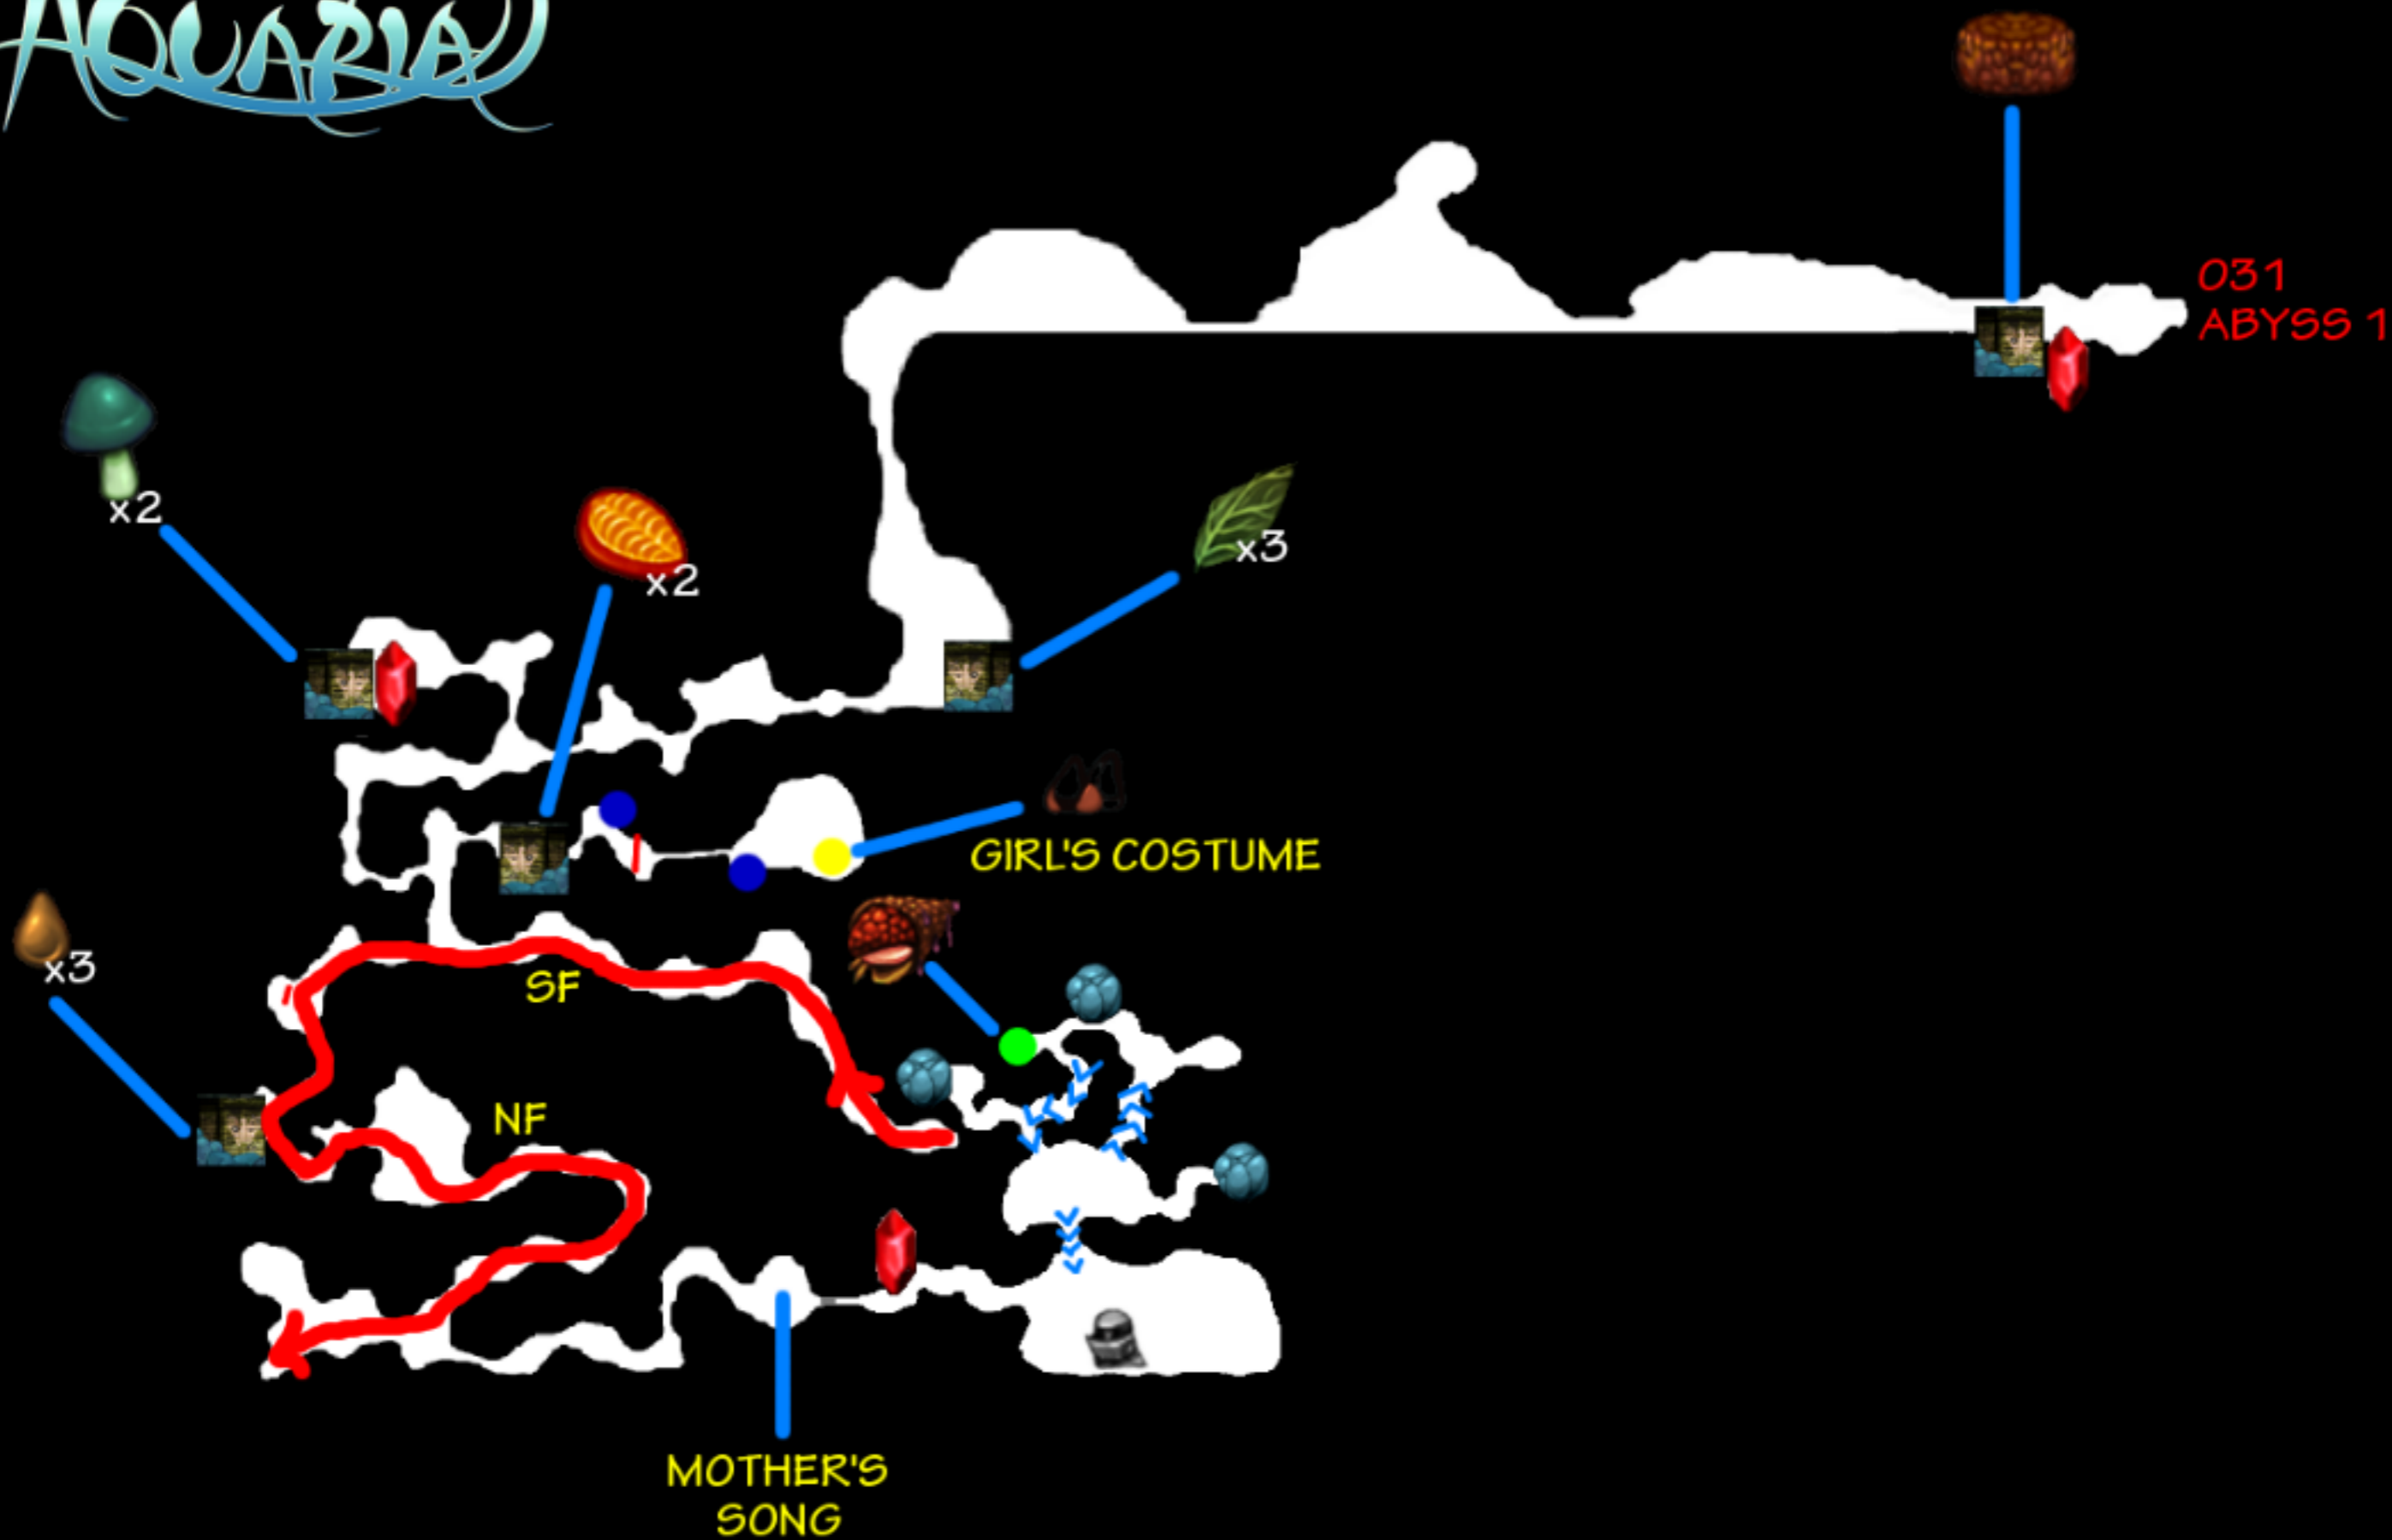 AQUARIA
031
ABYSS 1
x2
x2
x3
GIRL'S COSTUME
x3
SF
NF
MOTHER'S
SONG